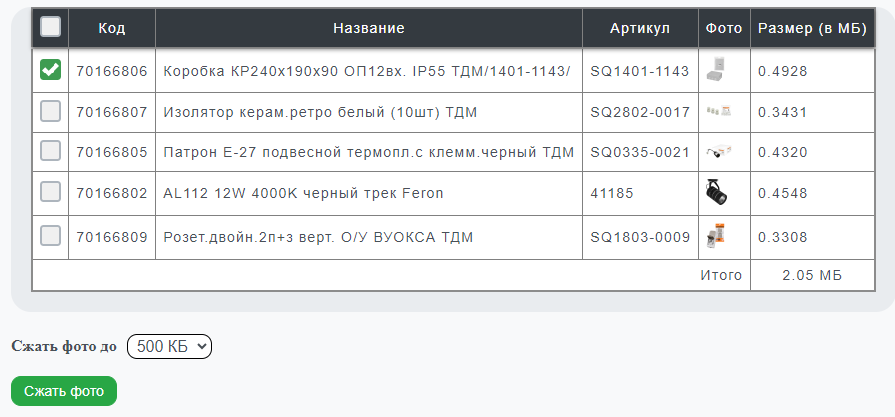 Код Название Артикул Фото Размер (в МБ)
70166806 Коробка КР240х190х90 ОП12вх. IP55 ТДМ/1401-1143/ SQ1401-1143 0.4928
70166807 Изолятор керам.ретро белый (10шт) ТДМ SQ2802-0017 0.3431
70166805 Патрон Е-27 подвесной термопл.с клемм.черный ТДМ SQ0335-0021 0.4320
70166802 AL112 12W 4000K черный трек Feron 41185 0.4548
70166809 Розет.двойн.2п+з верт. О/У ВУОКСА ТДМ SQ1803-0009 0.3308
Итого 2.05 МБ
Сжать фото до 500 КБ
Сжать фото